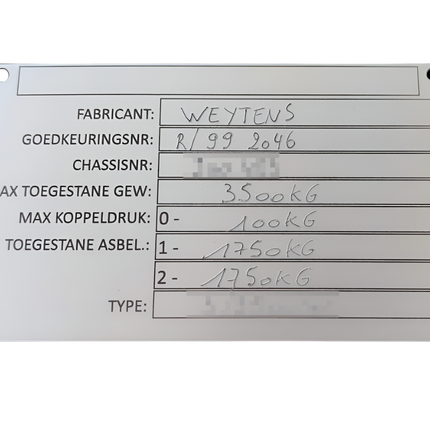 FABRICANT: WEYTENS
GOEDKEURINGSNR: R/99 2046
CHASSISNR:
AX TOEGESTANE GEW: 3500KG
MAX KOPPELDRUK: 0- 100KG
TOEGESTANE ASBEL.: 1- 1750KG
2- 1750KG
TYPE: